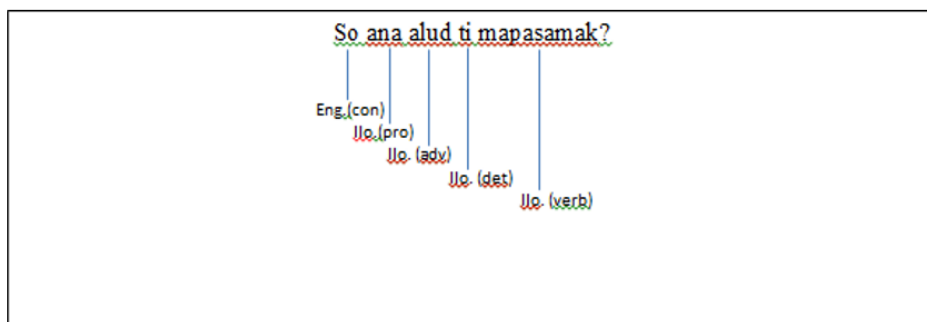 So ana alud ti mapasamak?
Eng.(con)
Ilo.(pro)
Ilo. (adv)
Ilo. (det)
Ilo. (verb)